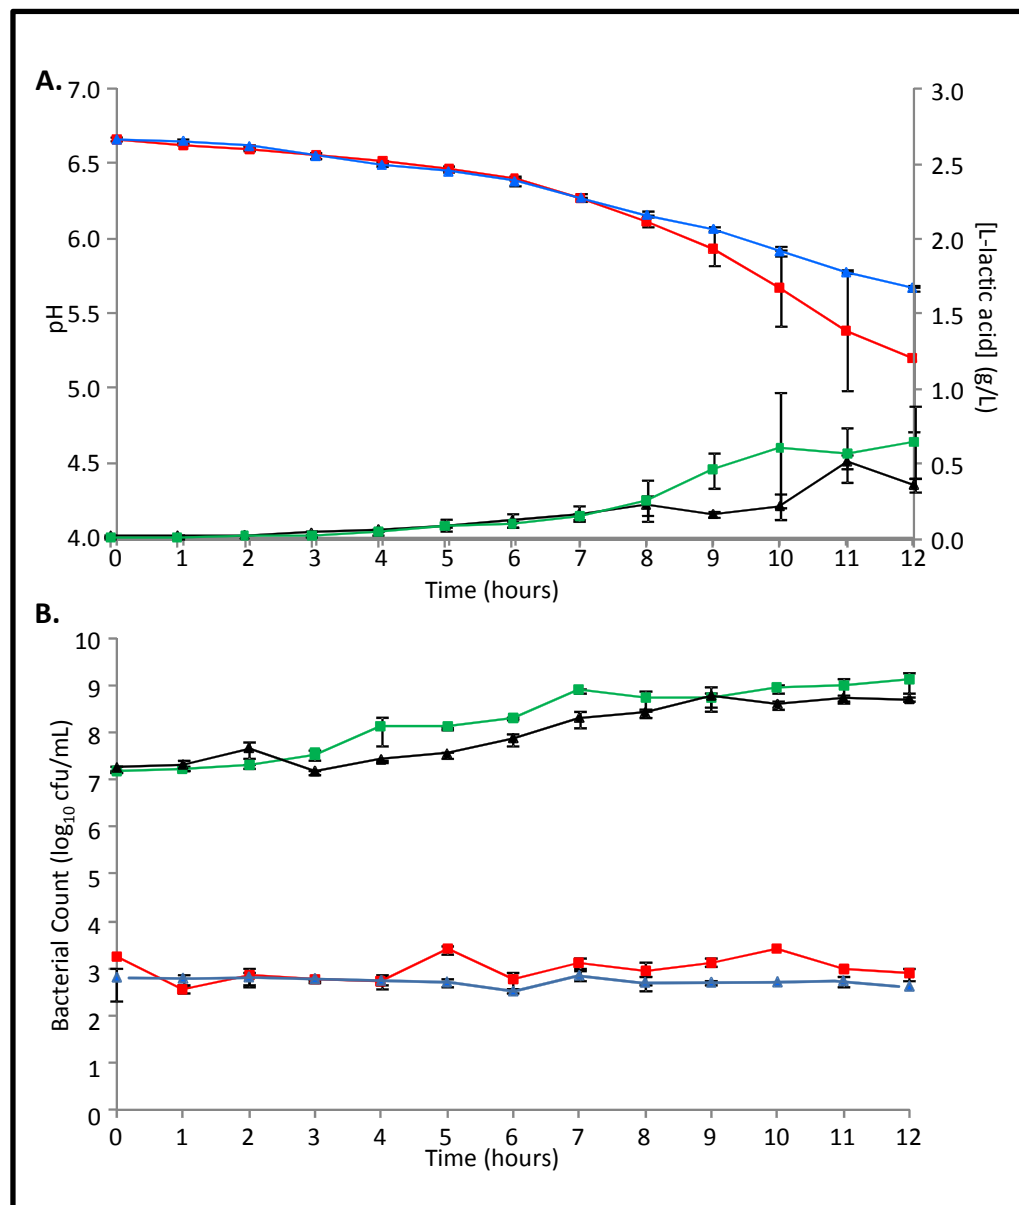 A.
7.0
6.5
6.0
5.5
5.0
4.5
4.0
pH
3.0
2.5
2.0
1.5
1.0
0.5
0.0
[L-lactic acid] (g/L)
0 1 2 3 4 5 6 7 8 9 10 11 12
Time (hours)
B.
10
9
8
7
6
5
4
3
2
1
0
Bacterial Count (log₁₀ cfu/mL)
0 1 2 3 4 5 6 7 8 9 10 11 12
Time (hours)